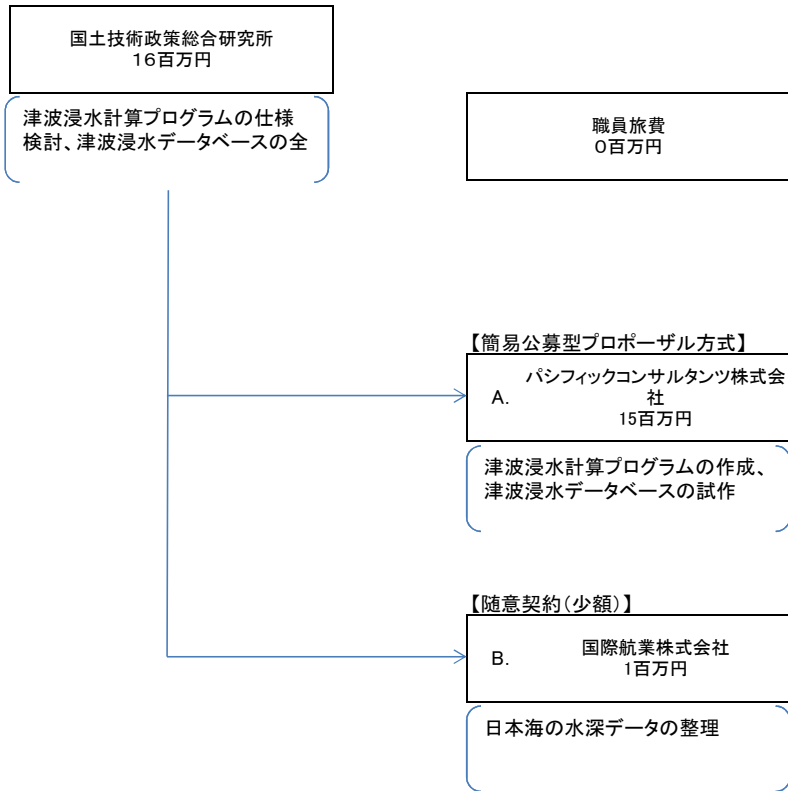 国土技術政策総合研究所
16百万円
津波浸水計算プログラムの仕様
検討、津波浸水データベースの全
職員旅費
0百万円
【簡易公募型プロポーザル方式】
A. パシフィックコンサルタンツ株式会
社
15百万円
津波浸水計算プログラムの作成、
津波浸水データベースの試作
【随意契約(少額)】
B. 国際航業株式会社
1百万円
日本海の水深データの整理